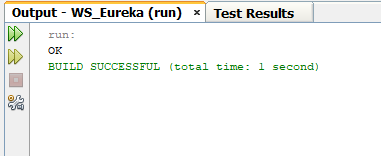 Output - WS_Eureka (run) × Test Results
run:
OK
BUILD SUCCESSFUL (total time: 1 second)